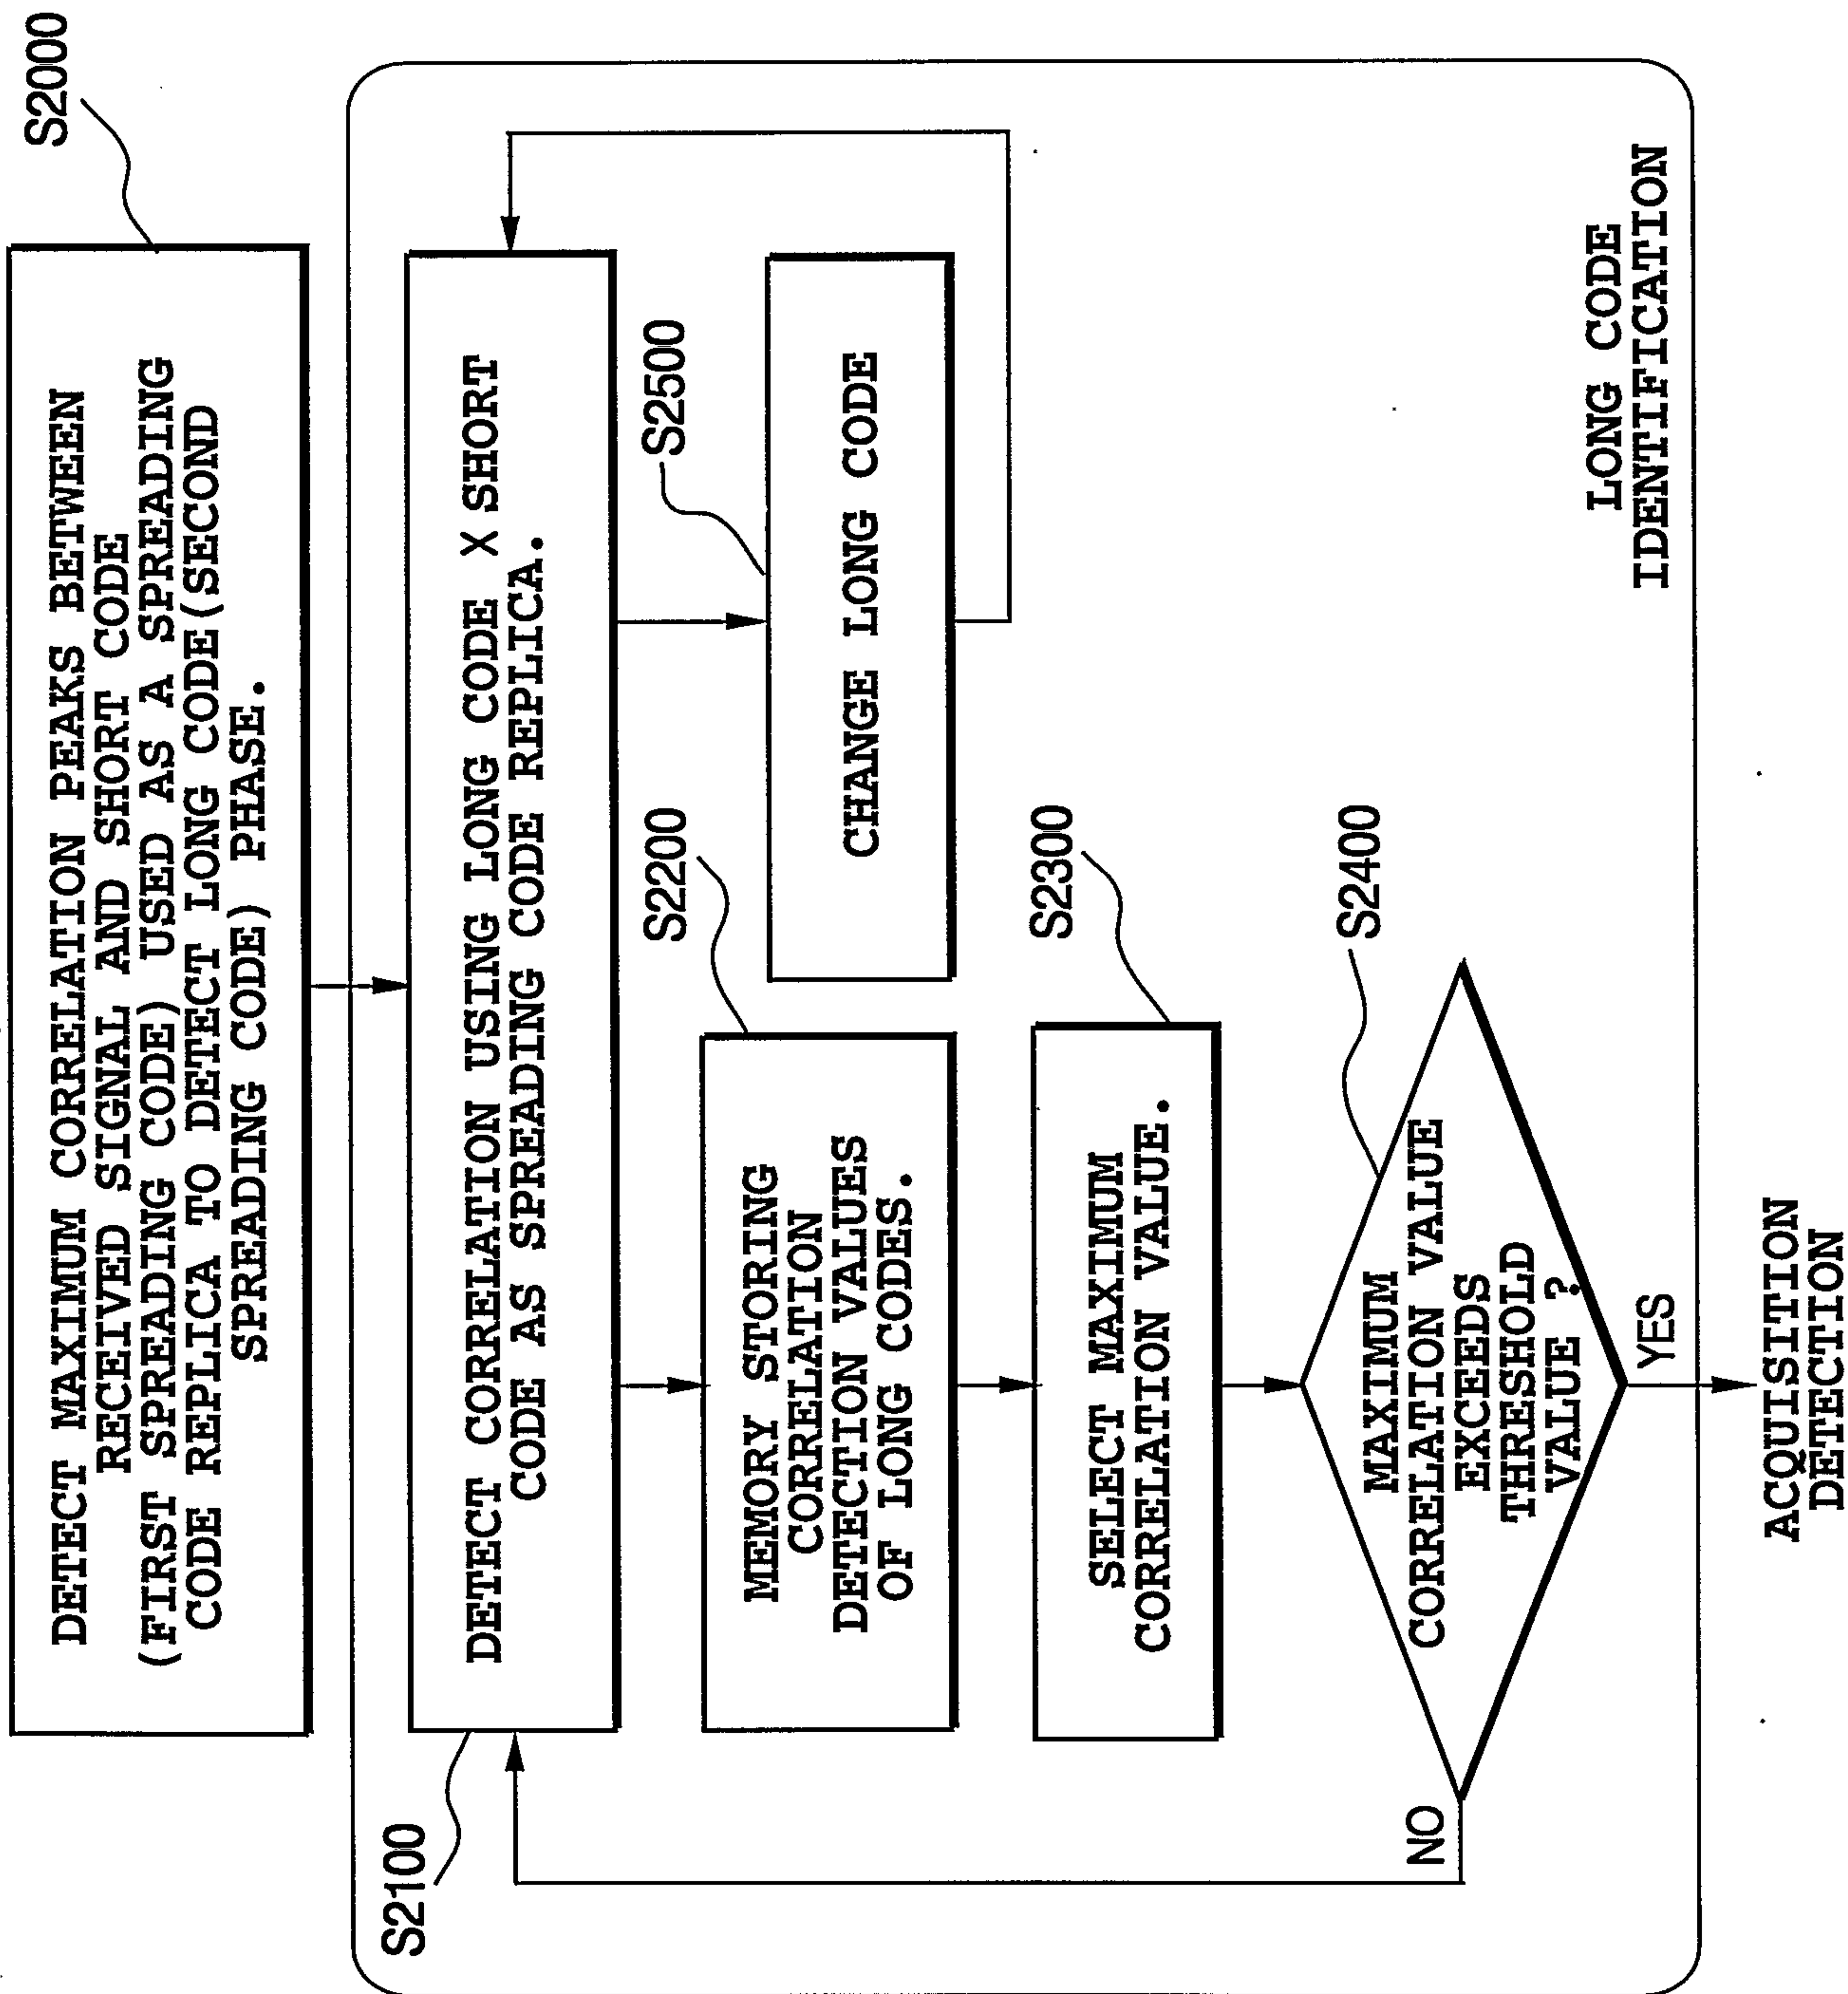 S2000
DETECT MAXIMUM CORRELATION PEAKS BETWEEN
RECEIVED SIGNAL AND SHORT CODE
(FIRST SPREADING CODE) USED AS A SPREADING
CODE REPLICA TO DETECT LONG CODE(SECOND
SPREADING CODE) PHASE.
S2100
DETECT CORRELATION USING LONG CODE X SHORT
CODE AS SPREADING CODE REPLICA.
S2200
MEMORY STORING
CORRELATION
DETECTION VALUES
OF LONG CODES.
S2500
CHANGE LONG CODE
S2300
SELECT MAXIMUM
CORRELATION VALUE.
S2400
MAXIMUM
CORRELATION VALUE
EXCEEDS
THRESHOLD
VALUE ?
NO
YES
LONG CODE
IDENTIFICATION
ACQUISITION
DETECTION